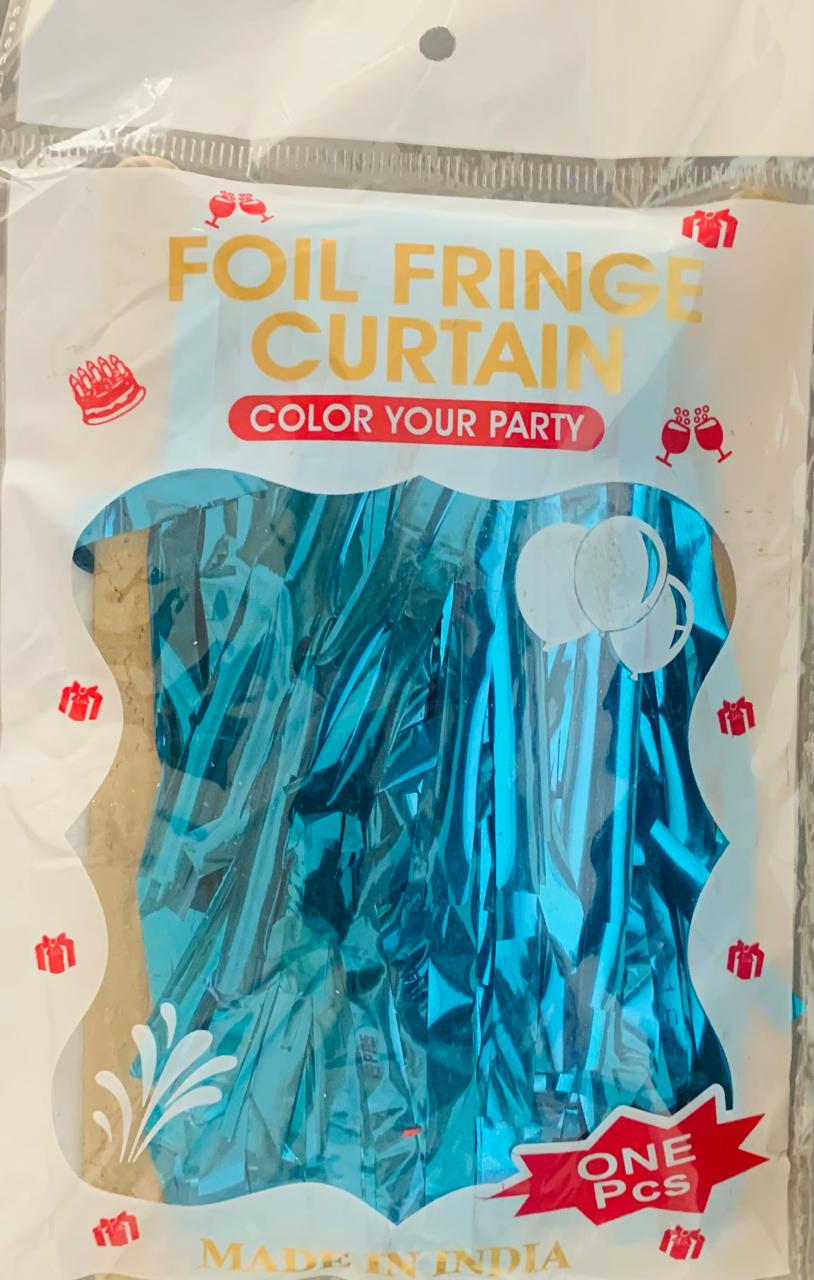 FOIL FRINGE
CURTAIN
COLOR YOUR PARTY
ONE
Pcs
MADE IN INDIA